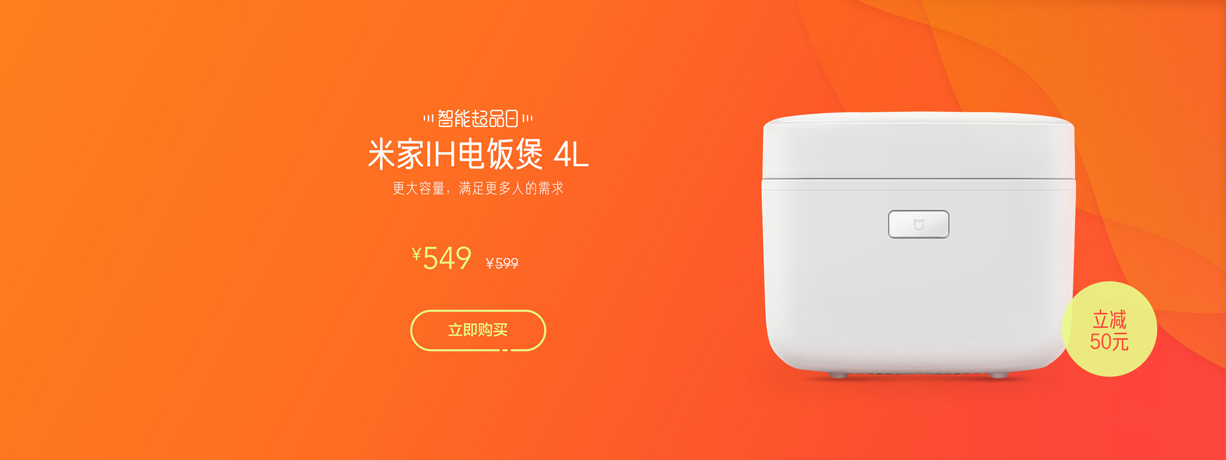 智能超品日
米家IH电饭煲 4L
更大容量，满足更多人的需求
¥549 ¥599
立即购买
立减
50元